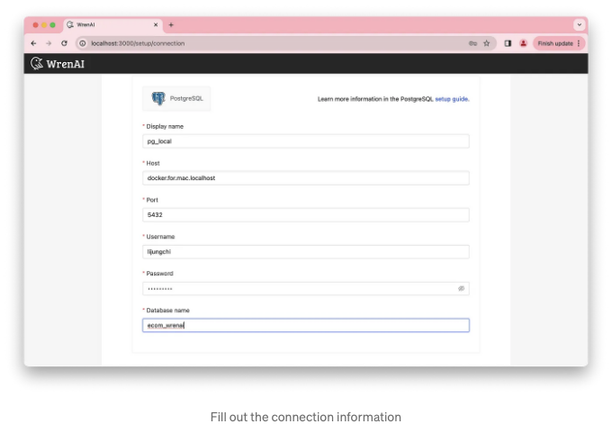 WrenAI
localhost:3000/setup/connection
Finish update
WrenAI
PostgreSQL
Learn more information in the PostgreSQL setup guide.
* Display name
pg_local
* Host
docker.for.mac.localhost
* Port
5432
* Username
lijungchi
* Password
•••••••••
* Database name
ecom_wrenai
Fill out the connection information